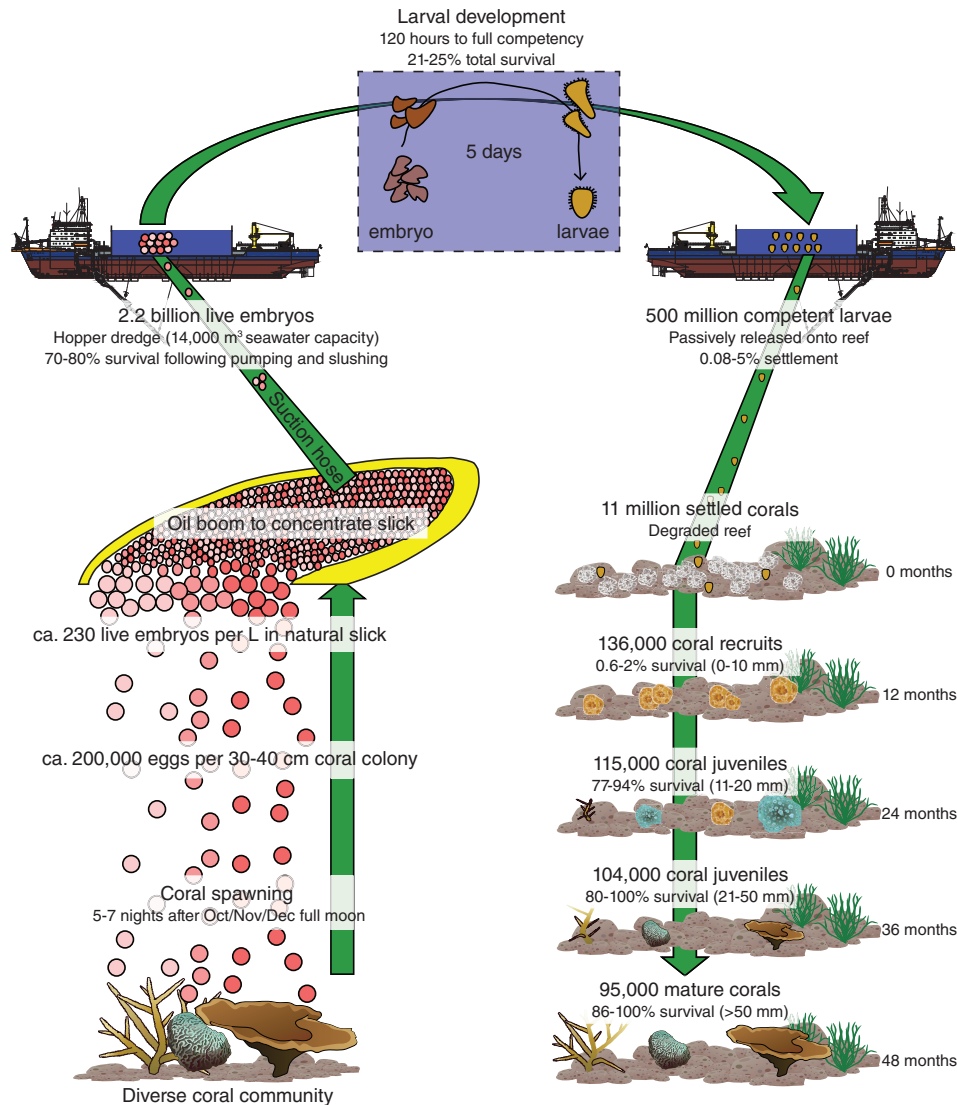 Larval development
120 hours to full competency
21-25% total survival
5 days
embryo
larvae
2.2 billion live embryos
Hopper dredge (14,000 m³ seawater capacity)
70-80% survival following pumping and slushing
500 million competent larvae
Passively released onto reef
0.08-5% settlement
Suction hose
Oil boom to concentrate slick
ca. 230 live embryos per L in natural slick
ca. 200,000 eggs per 30-40 cm coral colony
Coral spawning
5-7 nights after Oct/Nov/Dec full moon
Diverse coral community
11 million settled corals
Degraded reef
0 months
136,000 coral recruits
0.6-2% survival (0-10 mm)
12 months
115,000 coral juveniles
77-94% survival (11-20 mm)
24 months
104,000 coral juveniles
80-100% survival (21-50 mm)
36 months
95,000 mature corals
86-100% survival (>50 mm)
48 months